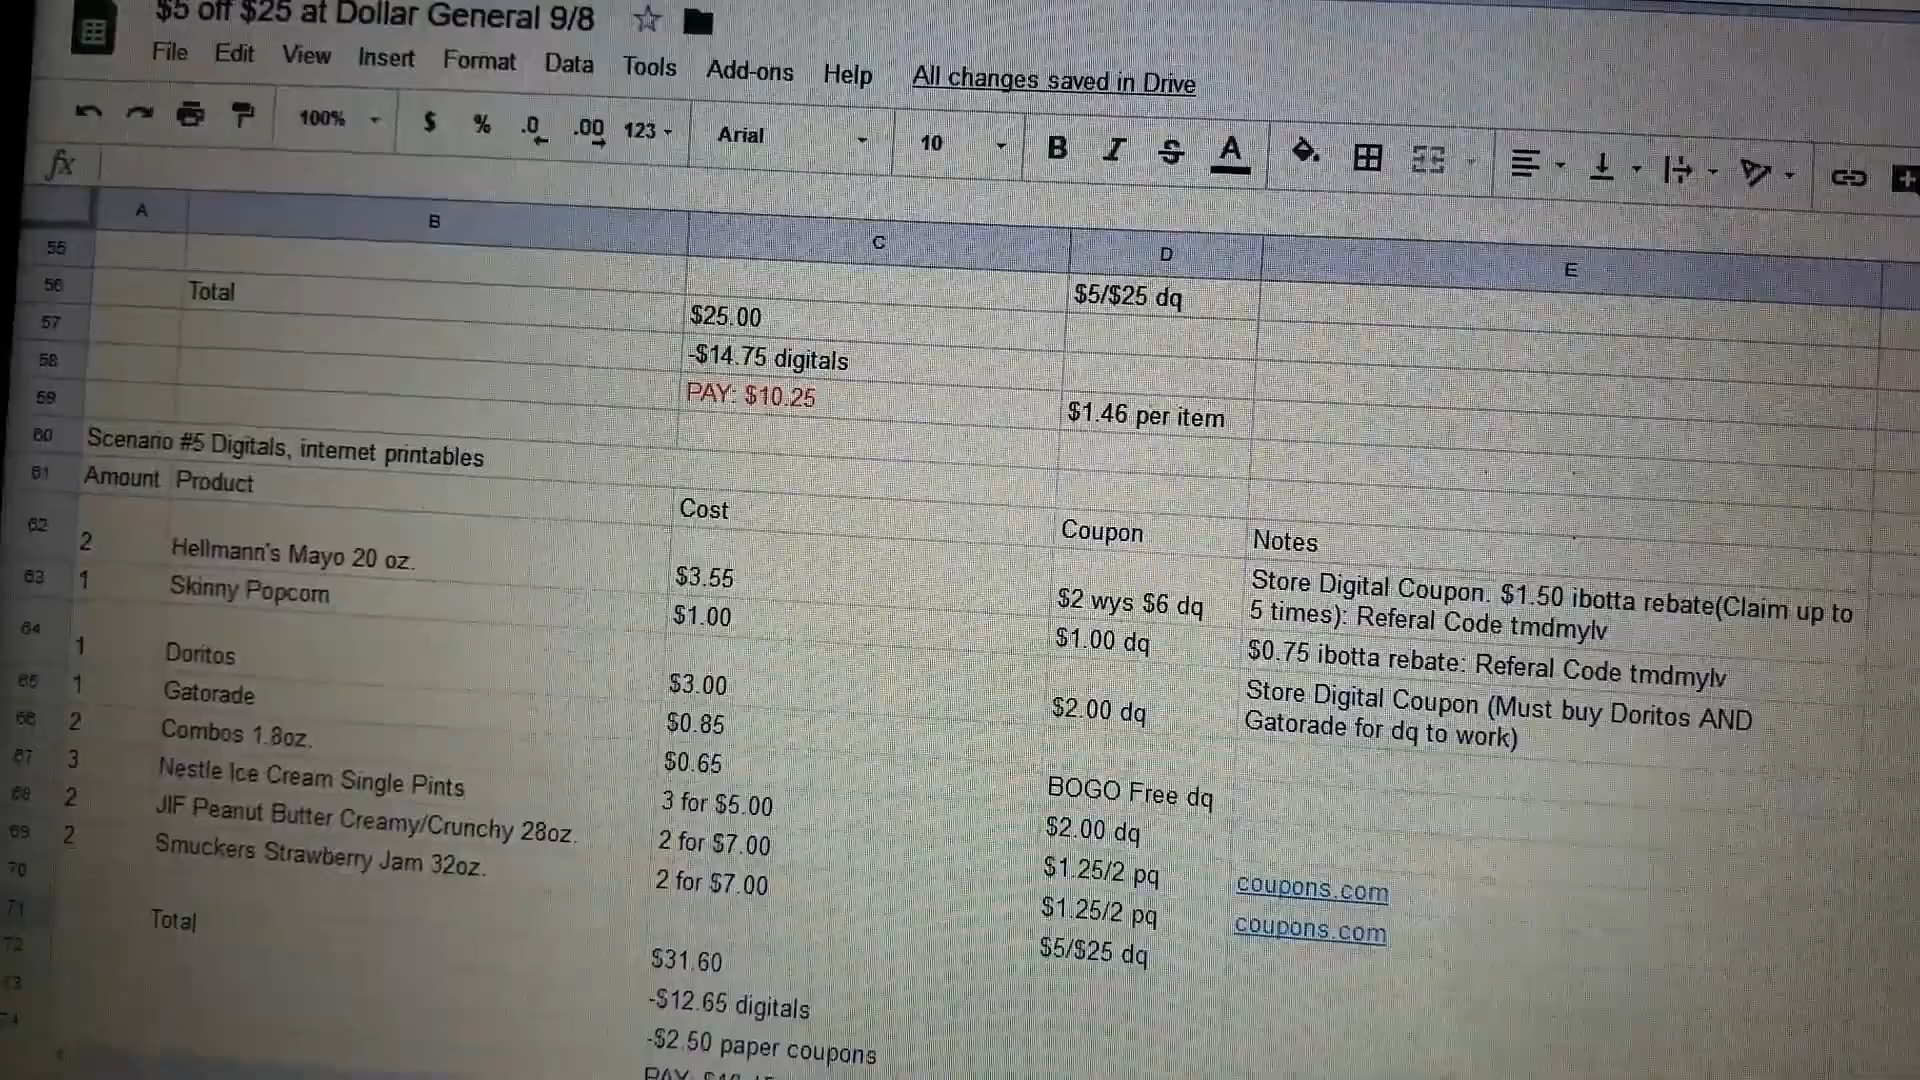 $5 off $25 at Dollar General 9/8
File Edit View Insert Format Data Tools Add-ons Help All changes saved in Drive
100% $ % .0 .00 123 Arial 10 B I S A
fx
A B C D E
55
56 Total $25.00 $5/$25 dq
57 -$14.75 digitals
58 PAY: $10.25 $1.46 per item
59
60 Scenario #5 Digitals, internet printables
61 Amount Product Cost Coupon Notes
62 2 Hellmann's Mayo 20 oz. $3.55 $2 wys $6 dq Store Digital Coupon. $1.50 ibotta rebate(Claim up to
5 times): Referal Code tmdmylv
63 1 Skinny Popcorn $1.00 $1.00 dq $0.75 ibotta rebate: Referal Code tmdmylv
64 1 Doritos $3.00 $2.00 dq Store Digital Coupon (Must buy Doritos AND
Gatorade for dq to work)
65 1 Gatorade $0.85
66 2 Combos 1.8oz. $0.65 BOGO Free dq
67 3 Nestle Ice Cream Single Pints 3 for $5.00 $2.00 dq
68 2 JIF Peanut Butter Creamy/Crunchy 28oz. 2 for $7.00 $1.25/2 pq coupons.com
69 2 Smuckers Strawberry Jam 32oz. 2 for $7.00 $1.25/2 pq coupons.com
70 $5/$25 dq
71 Total $31.60
72 -$12.65 digitals
73 -$2.50 paper coupons
74 PAY: